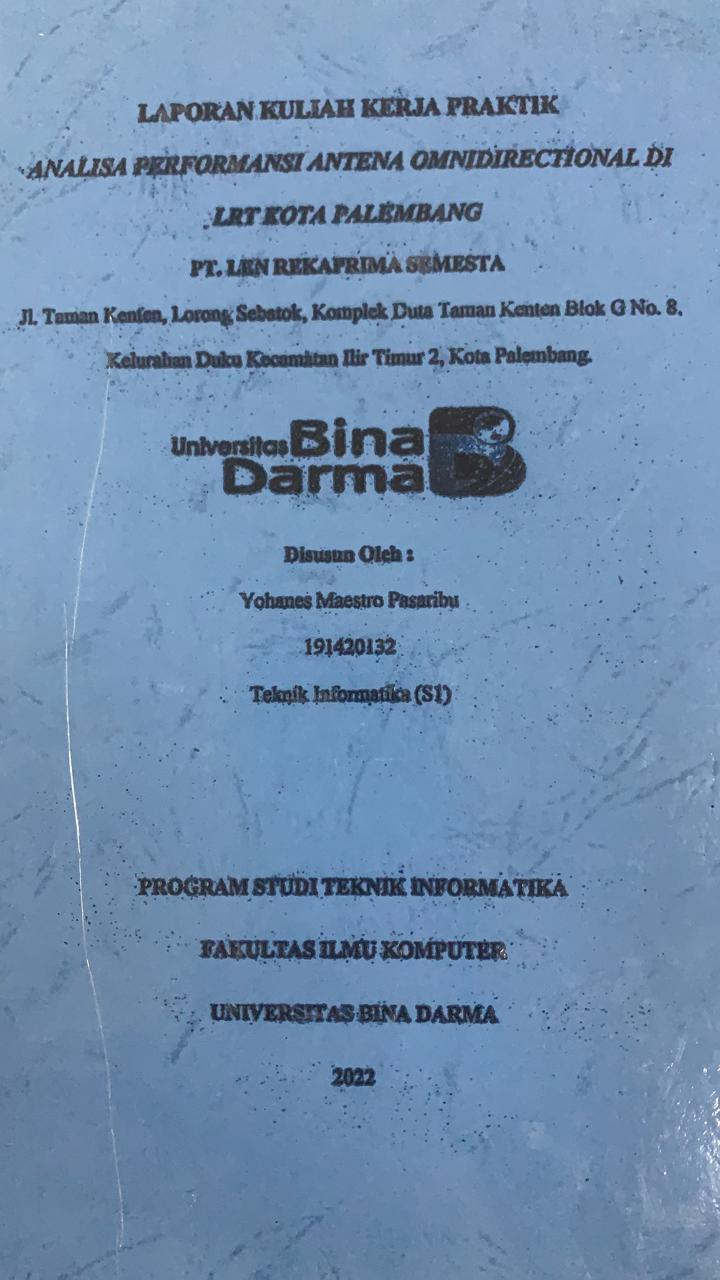 LAPORAN KULIAH KERJA PRAKTIK
ANALISA PERFORMANSI ANTENA OMNIDIRECTIONAL DI
LRT KOTA PALEMBANG
PT. LEN REKAPRIMA SEMESTA
Jl. Taman Kenten, Lorong Sebatok, Komplek Duta Taman Kenten Blok G No. 8,
Kelurahan Duku Kecamatan Ilir Timur 2, Kota Palembang.
Universitas Bina
Darma
Disusun Oleh :
Yohanes Maestro Pasaribu
191420132
Teknik Informatika (S1)
PROGRAM STUDI TEKNIK INFORMATIKA
FAKULTAS ILMU KOMPUTER
UNIVERSITAS BINA DARMA
2022